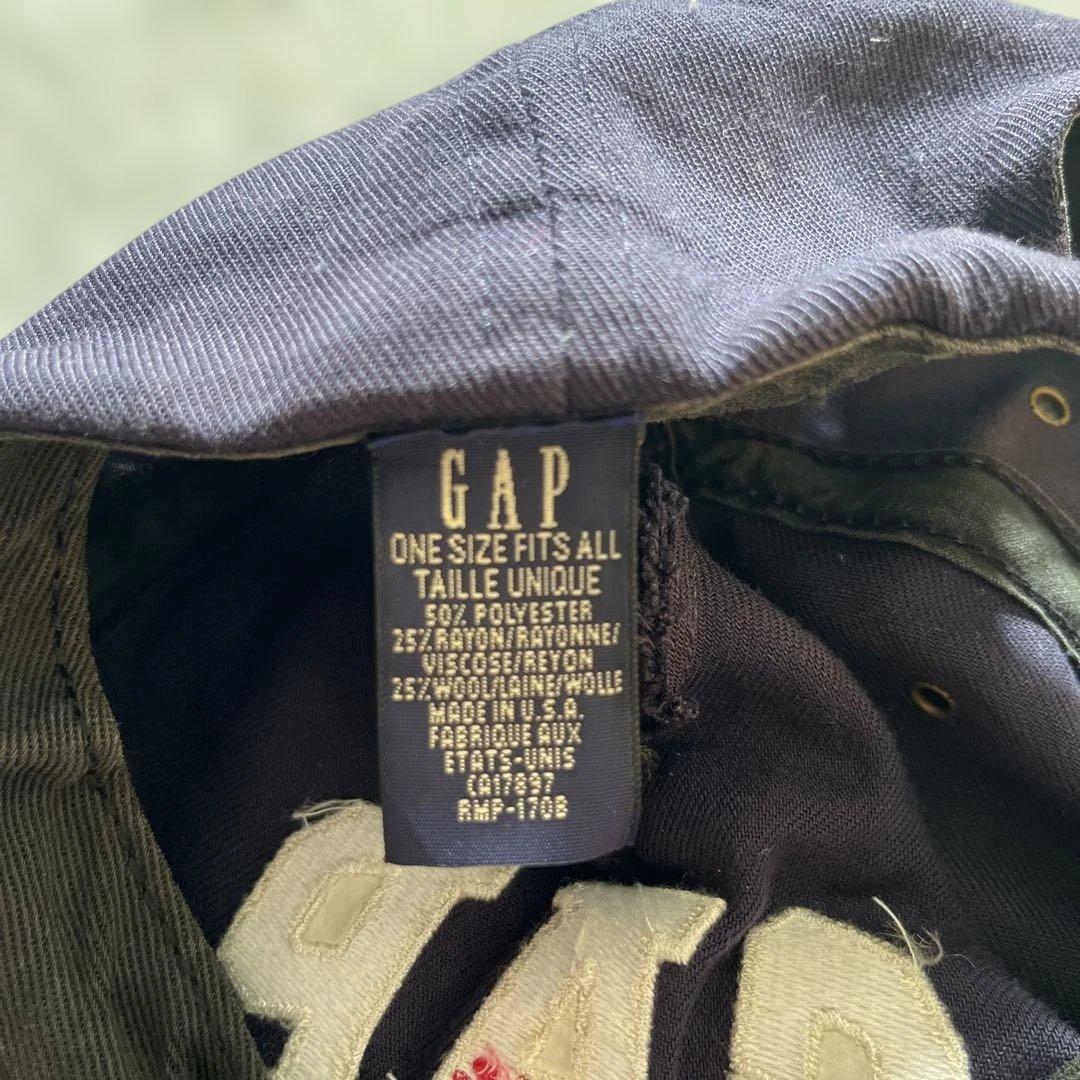 GAP
ONE SIZE FITS ALL
TAILLE UNIQUE
50% POLYESTER
25% RAYON/RAYONNE/
VISCOSE/REYON
25% WOOL/LAINE/WOLLE
MADE IN U.S.A.
FABRIQUE AUX
ETATS-UNIS
CA17897
RMP-170B